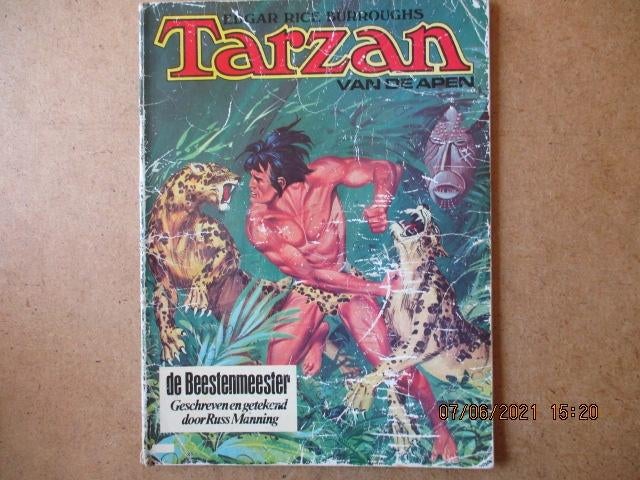 EDGAR RICE BURROUGHS
Tarzan
VAN DE APEN
de Beestenmeester
Geschreven en getekend
door Russ Manning
07/06/2021 15:20